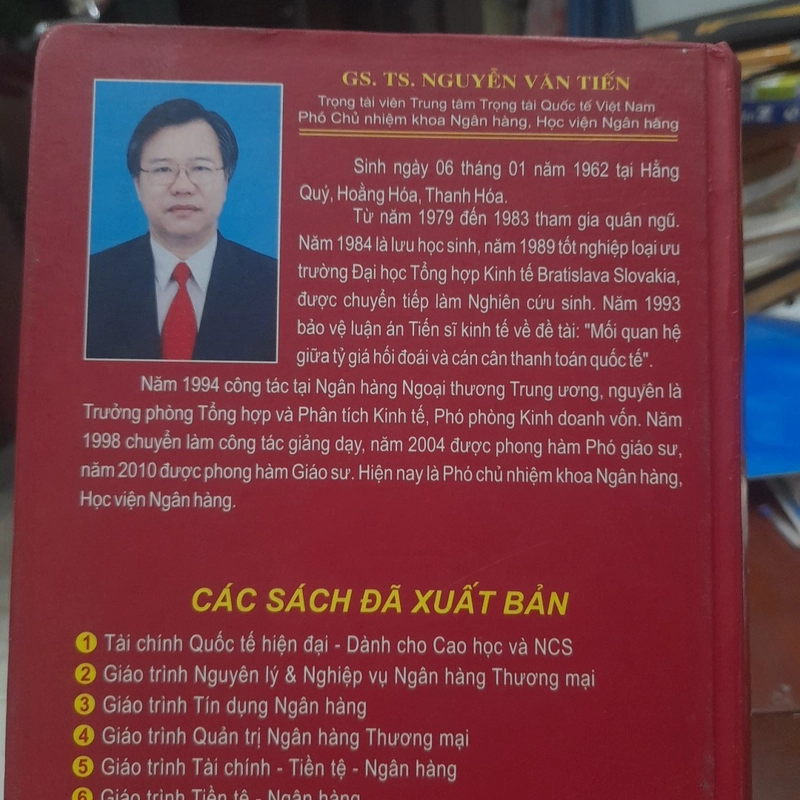 GS. TS. NGUYỄN VĂN TIẾN
Trọng tài viên Trung tâm Trọng tài Quốc tế Việt Nam
Phó Chủ nhiệm khoa Ngân hàng, Học viện Ngân hàng
Sinh ngày 06 tháng 01 năm 1962 tại Hằng
Quý, Hoằng Hóa, Thanh Hóa.
Từ năm 1979 đến 1983 tham gia quân ngũ.
Năm 1984 là lưu học sinh, năm 1989 tốt nghiệp loại ưu
trường Đại học Tổng hợp Kinh tế Bratislava Slovakia,
được chuyển tiếp làm Nghiên cứu sinh. Năm 1993
bảo vệ luận án Tiến sĩ kinh tế về đề tài: "Mối quan hệ
giữa tỷ giá hối đoái và cán cân thanh toán quốc tế".
Năm 1994 công tác tại Ngân hàng Ngoại thương Trung ương, nguyên là
Trưởng phòng Tổng hợp và Phân tích Kinh tế, Phó phòng Kinh doanh vốn. Năm
1998 chuyển làm công tác giảng dạy, năm 2004 được phong hàm Phó giáo sư,
năm 2010 được phong hàm Giáo sư. Hiện nay là Phó chủ nhiệm khoa Ngân hàng,
Học viện Ngân hàng.
CÁC SÁCH ĐÃ XUẤT BẢN
1 Tài chính Quốc tế hiện đại - Dành cho Cao học và NCS
2 Giáo trình Nguyên lý & Nghiệp vụ Ngân hàng Thương mại
3 Giáo trình Tín dụng Ngân hàng
4 Giáo trình Quản trị Ngân hàng Thương mại
5 Giáo trình Tài chính - Tiền tệ - Ngân hàng
6 Giáo trình Tiền tệ - Ngân hàng